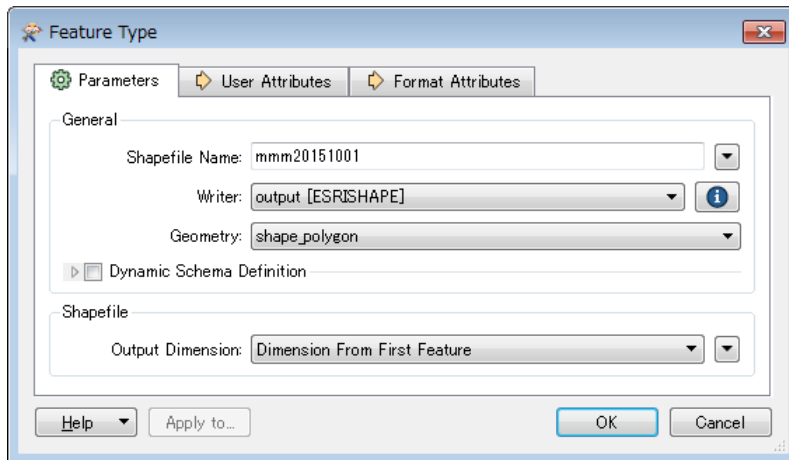 Feature Type
Parameters User Attributes Format Attributes
General
Shapefile Name: mmm20151001
Writer: output [ESRISHAPE]
Geometry: shape_polygon
Dynamic Schema Definition
Shapefile
Output Dimension: Dimension From First Feature
Help Apply to... OK Cancel